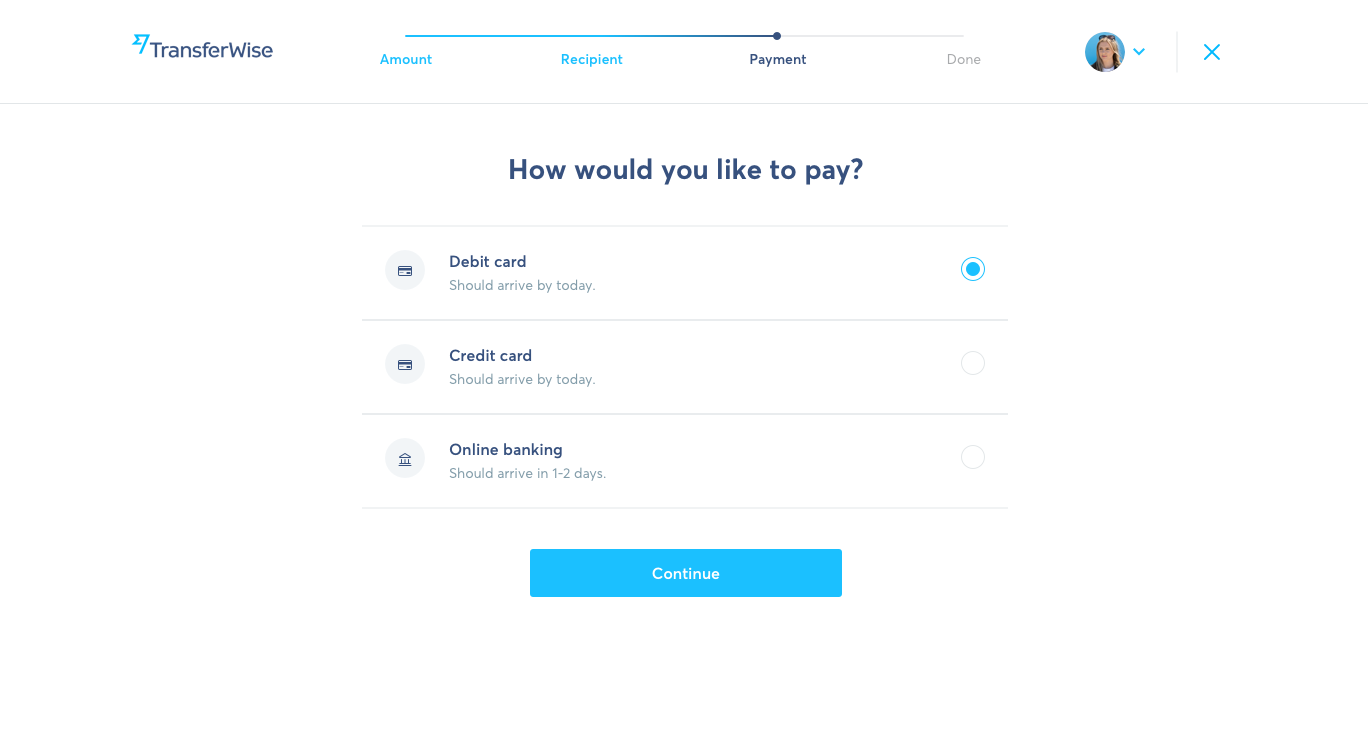 TransferWise
Amount
Recipient
Payment
Done
How would you like to pay?
Debit card
Should arrive by today.
Credit card
Should arrive by today.
Online banking
Should arrive in 1-2 days.
Continue